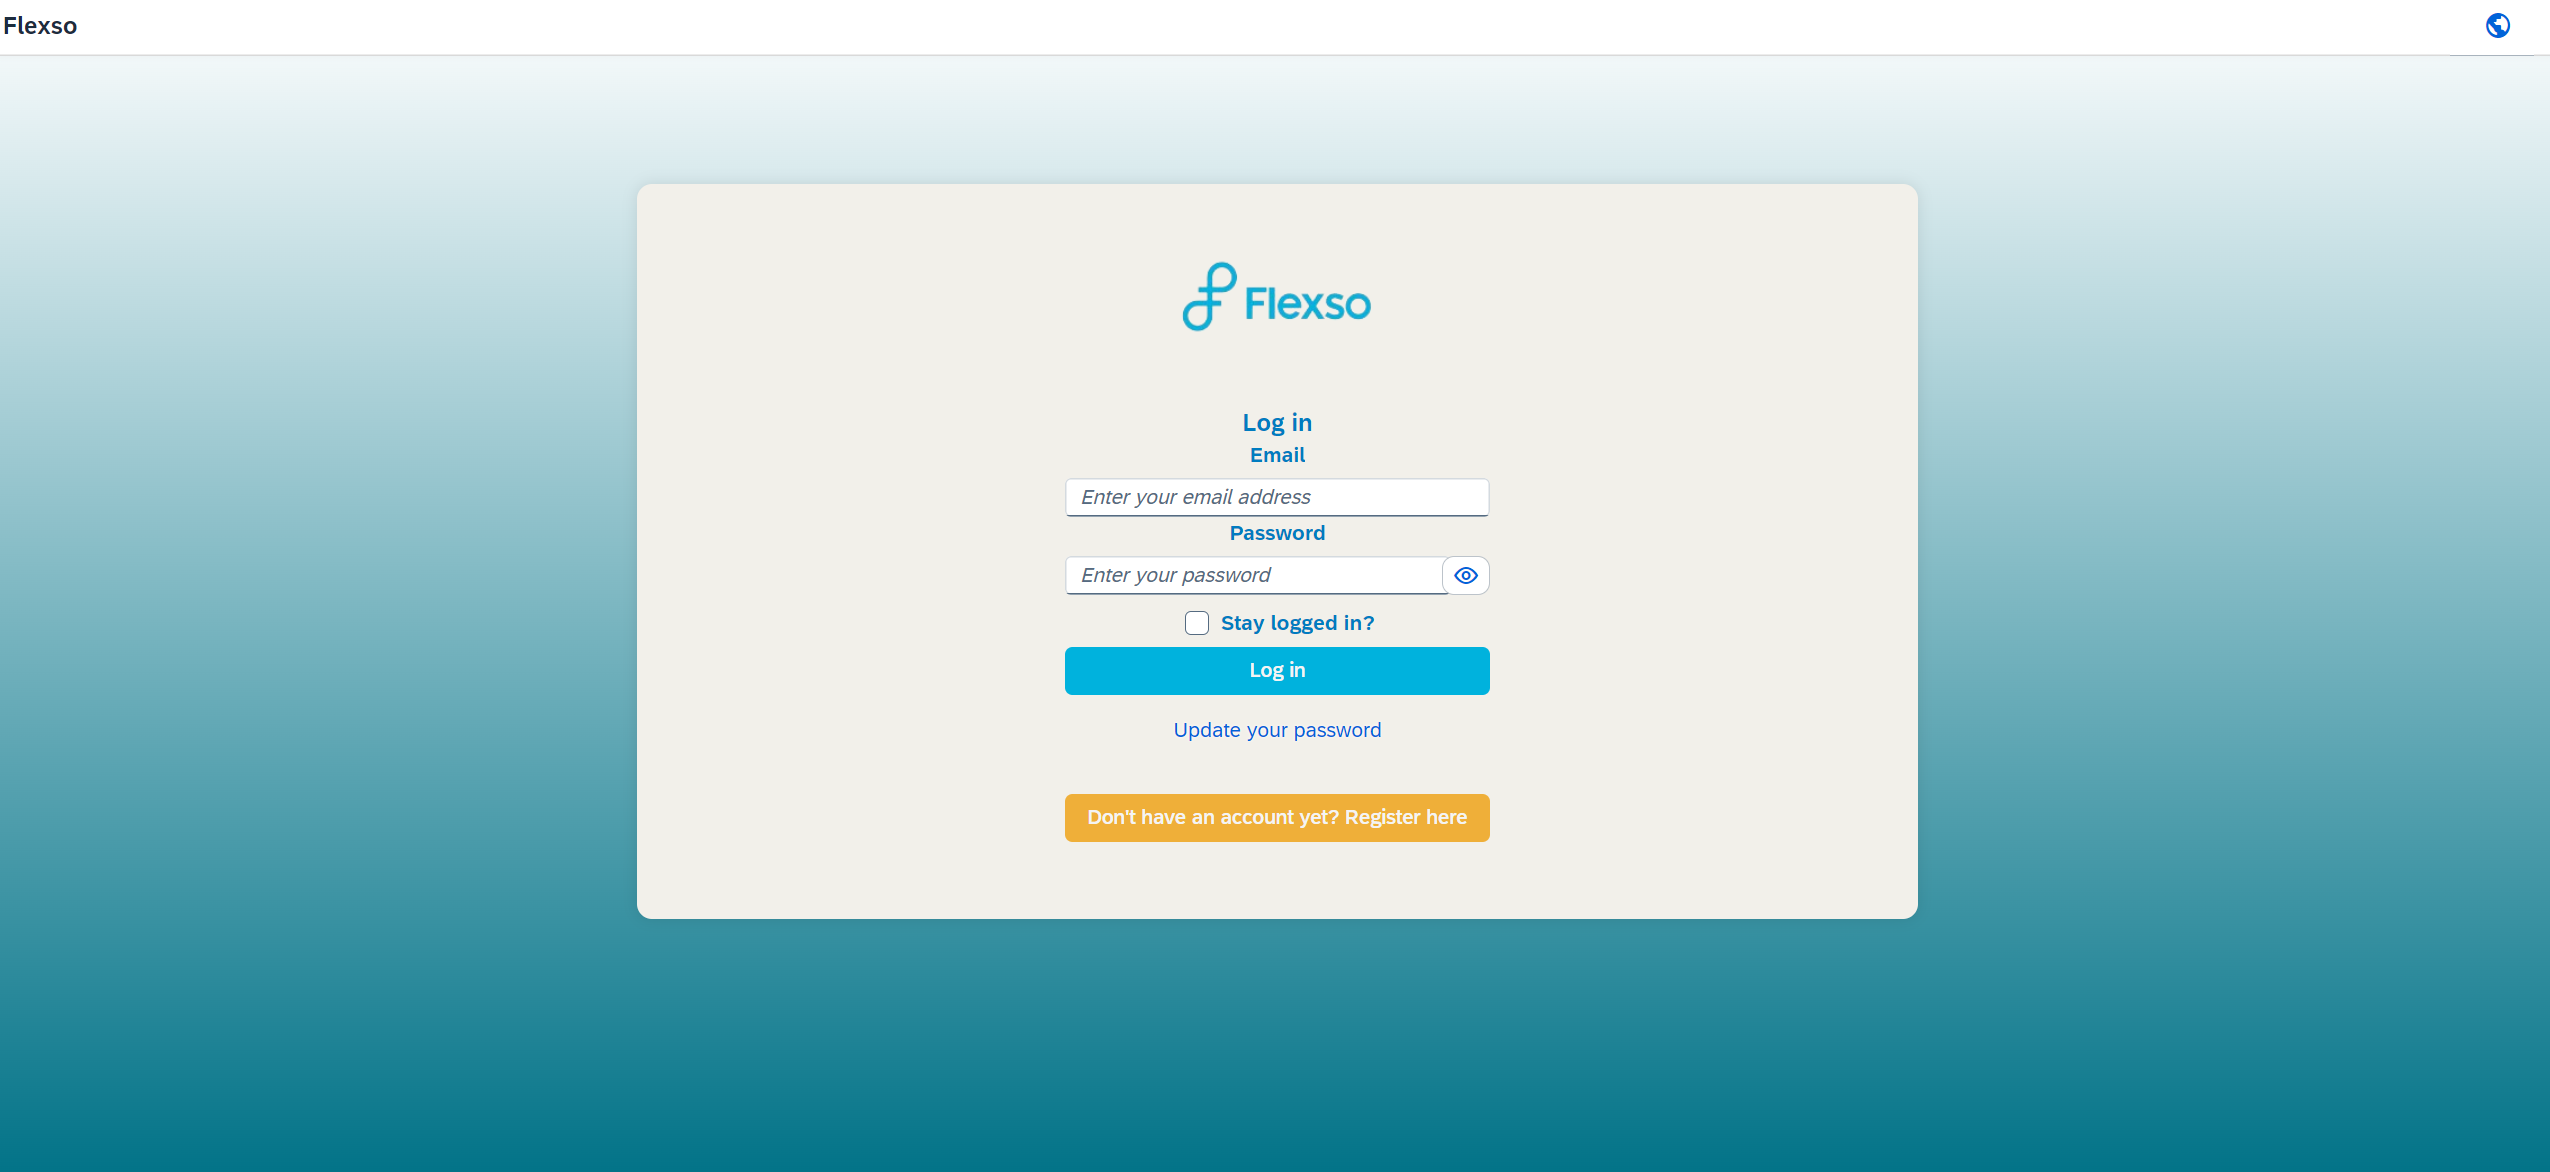 Flexso
Flexso
Log in
Email
Enter your email address
Password
Enter your password
Stay logged in?
Log in
Update your password
Don't have an account yet? Register here